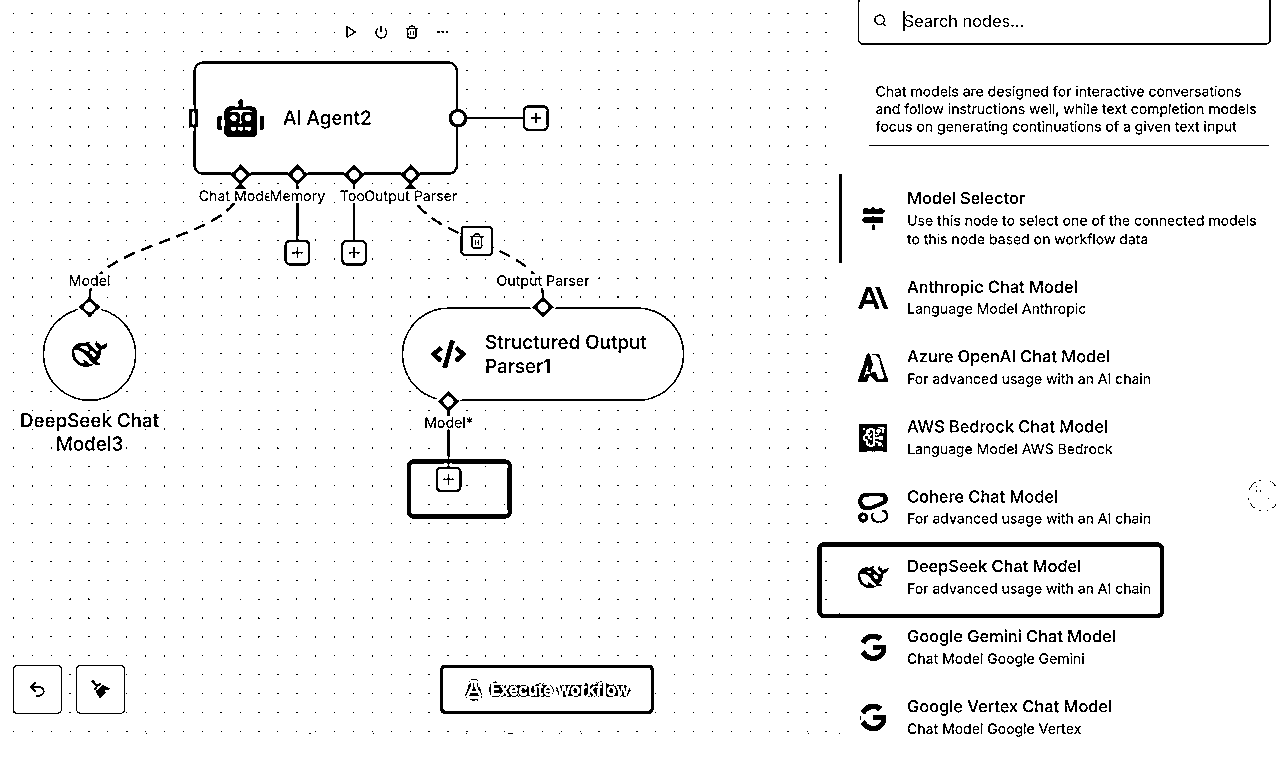 Search nodes...
Chat models are designed for interactive conversations
and follow instructions well, while text completion models
focus on generating continuations of a given text input
AI Agent2
Chat Mode
Memory
Too
Output Parser
Model
Output Parser
Structured Output
Parser1
Model*
DeepSeek Chat
Model3
Execute workflow
Model Selector
Use this node to select one of the connected models
to this node based on workflow data
Anthropic Chat Model
Language Model Anthropic
Azure OpenAI Chat Model
For advanced usage with an AI chain
AWS Bedrock Chat Model
Language Model AWS Bedrock
Cohere Chat Model
For advanced usage with an AI chain
DeepSeek Chat Model
For advanced usage with an AI chain
Google Gemini Chat Model
Chat Model Google Gemini
Google Vertex Chat Model
Chat Model Google Vertex